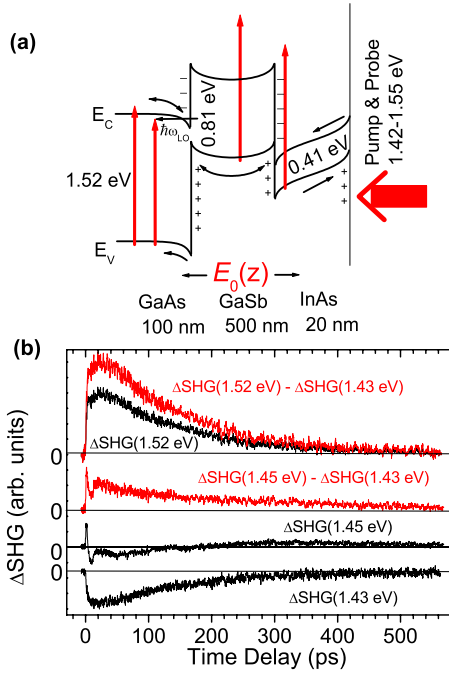 (a)
E_C
ħω_LO
0.81 eV
0.41 eV
Pump & Probe
1.42-1.55 eV
1.52 eV
E_V
E_0(z)
GaAs GaSb InAs
100 nm 500 nm 20 nm
(b)
ΔSHG(1.52 eV) - ΔSHG(1.43 eV)
ΔSHG(1.52 eV)
0
ΔSHG(1.45 eV) - ΔSHG(1.43 eV)
0
ΔSHG(1.45 eV)
0
0
ΔSHG(1.43 eV)
ΔSHG (arb. units)
0 100 200 300 400 500
Time Delay (ps)